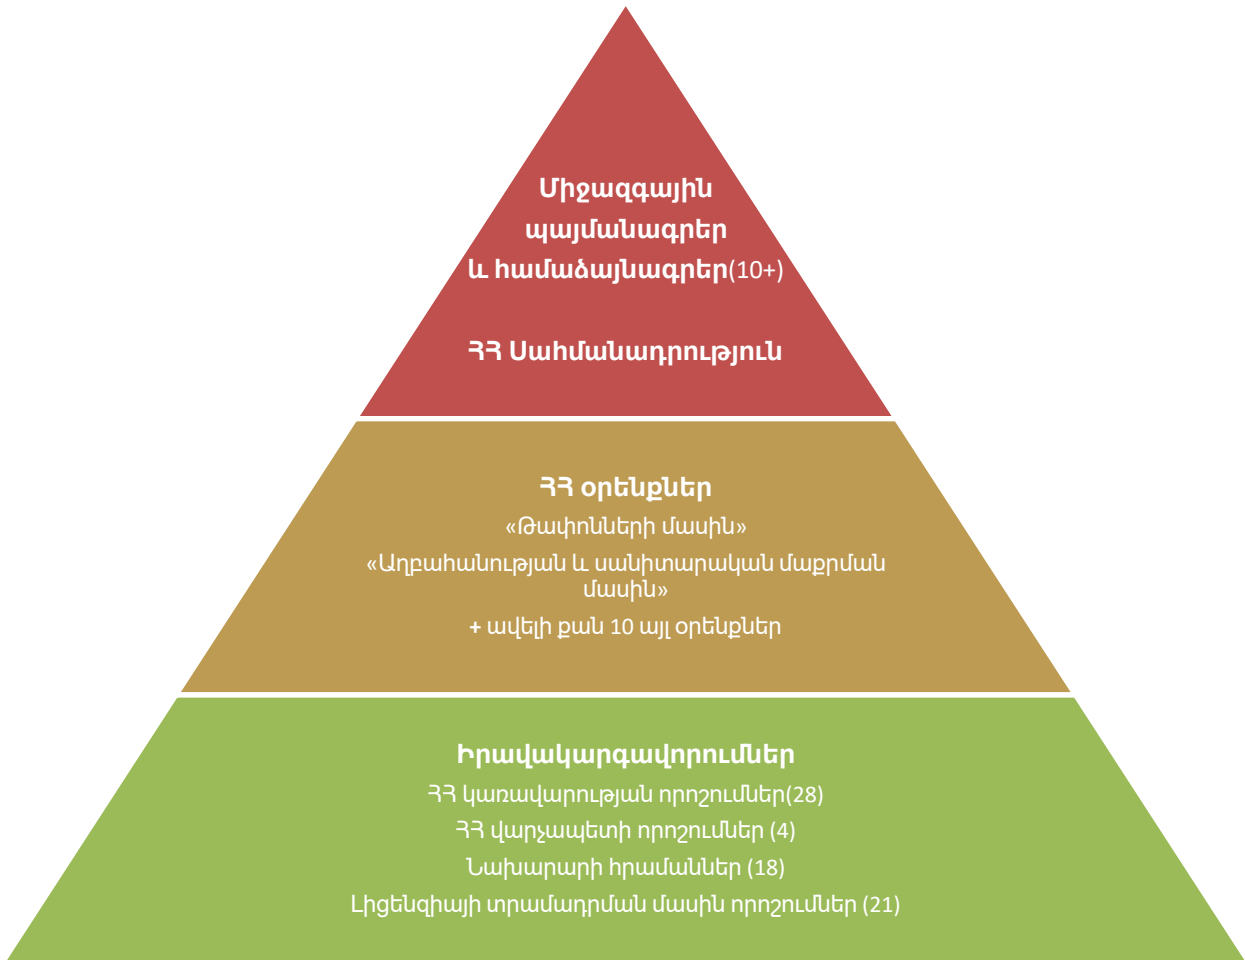 Միջազգային
պայմանագրեր
և համաձայնագրեր(10+)
ՀՀ Սահմանադրություն
ՀՀ օրենքներ
«Թափոնների մասին»
«Աղբահանության և սանիտարական մաքրման
մասին»
+ ավելի քան 10 այլ օրենքներ
Իրավակարգավորումներ
ՀՀ կառավարության որոշումներ(28)
ՀՀ վարչապետի որոշումներ (4)
Նախարարի հրամաններ (18)
Լիցենզիայի տրամադրման մասին որոշումներ (21)